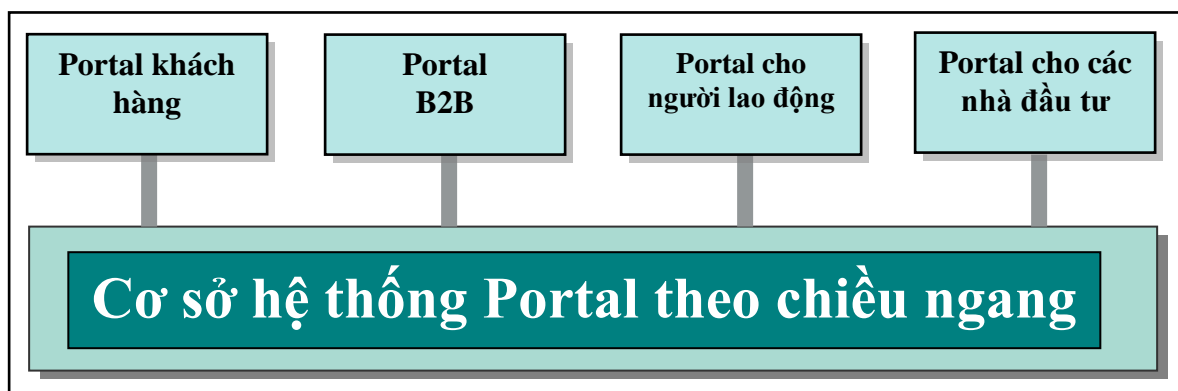 Portal khách
hàng
Portal
B2B
Portal cho
người lao động
Portal cho các
nhà đầu tư
Cơ sở hệ thống Portal theo chiều ngang